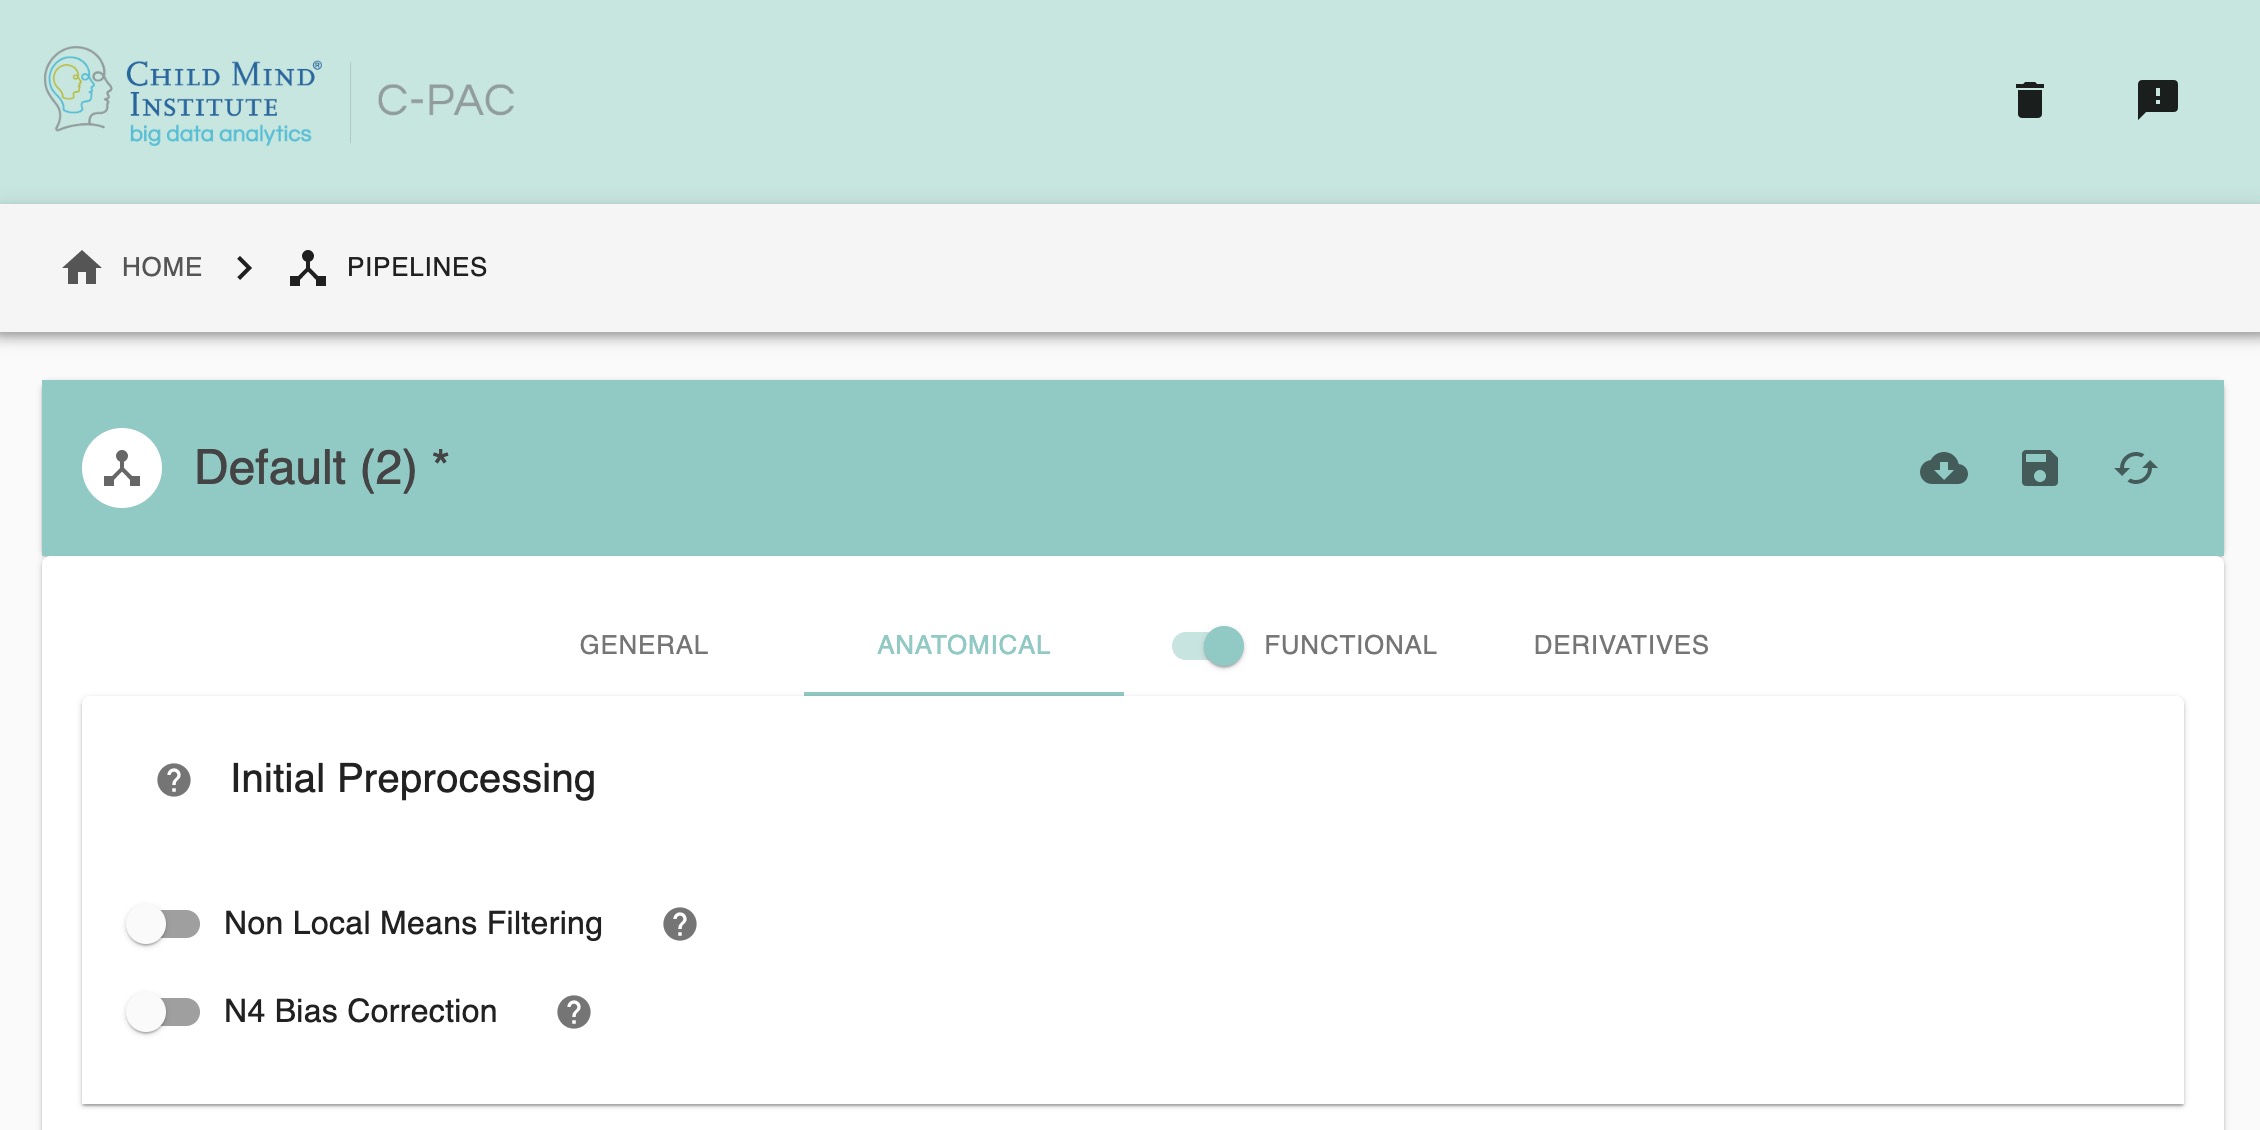 CHILD MIND®
INSTITUTE
big data analytics
C-PAC
HOME
PIPELINES
Default (2) *
GENERAL
ANATOMICAL
FUNCTIONAL
DERIVATIVES
Initial Preprocessing
Non Local Means Filtering
N4 Bias Correction